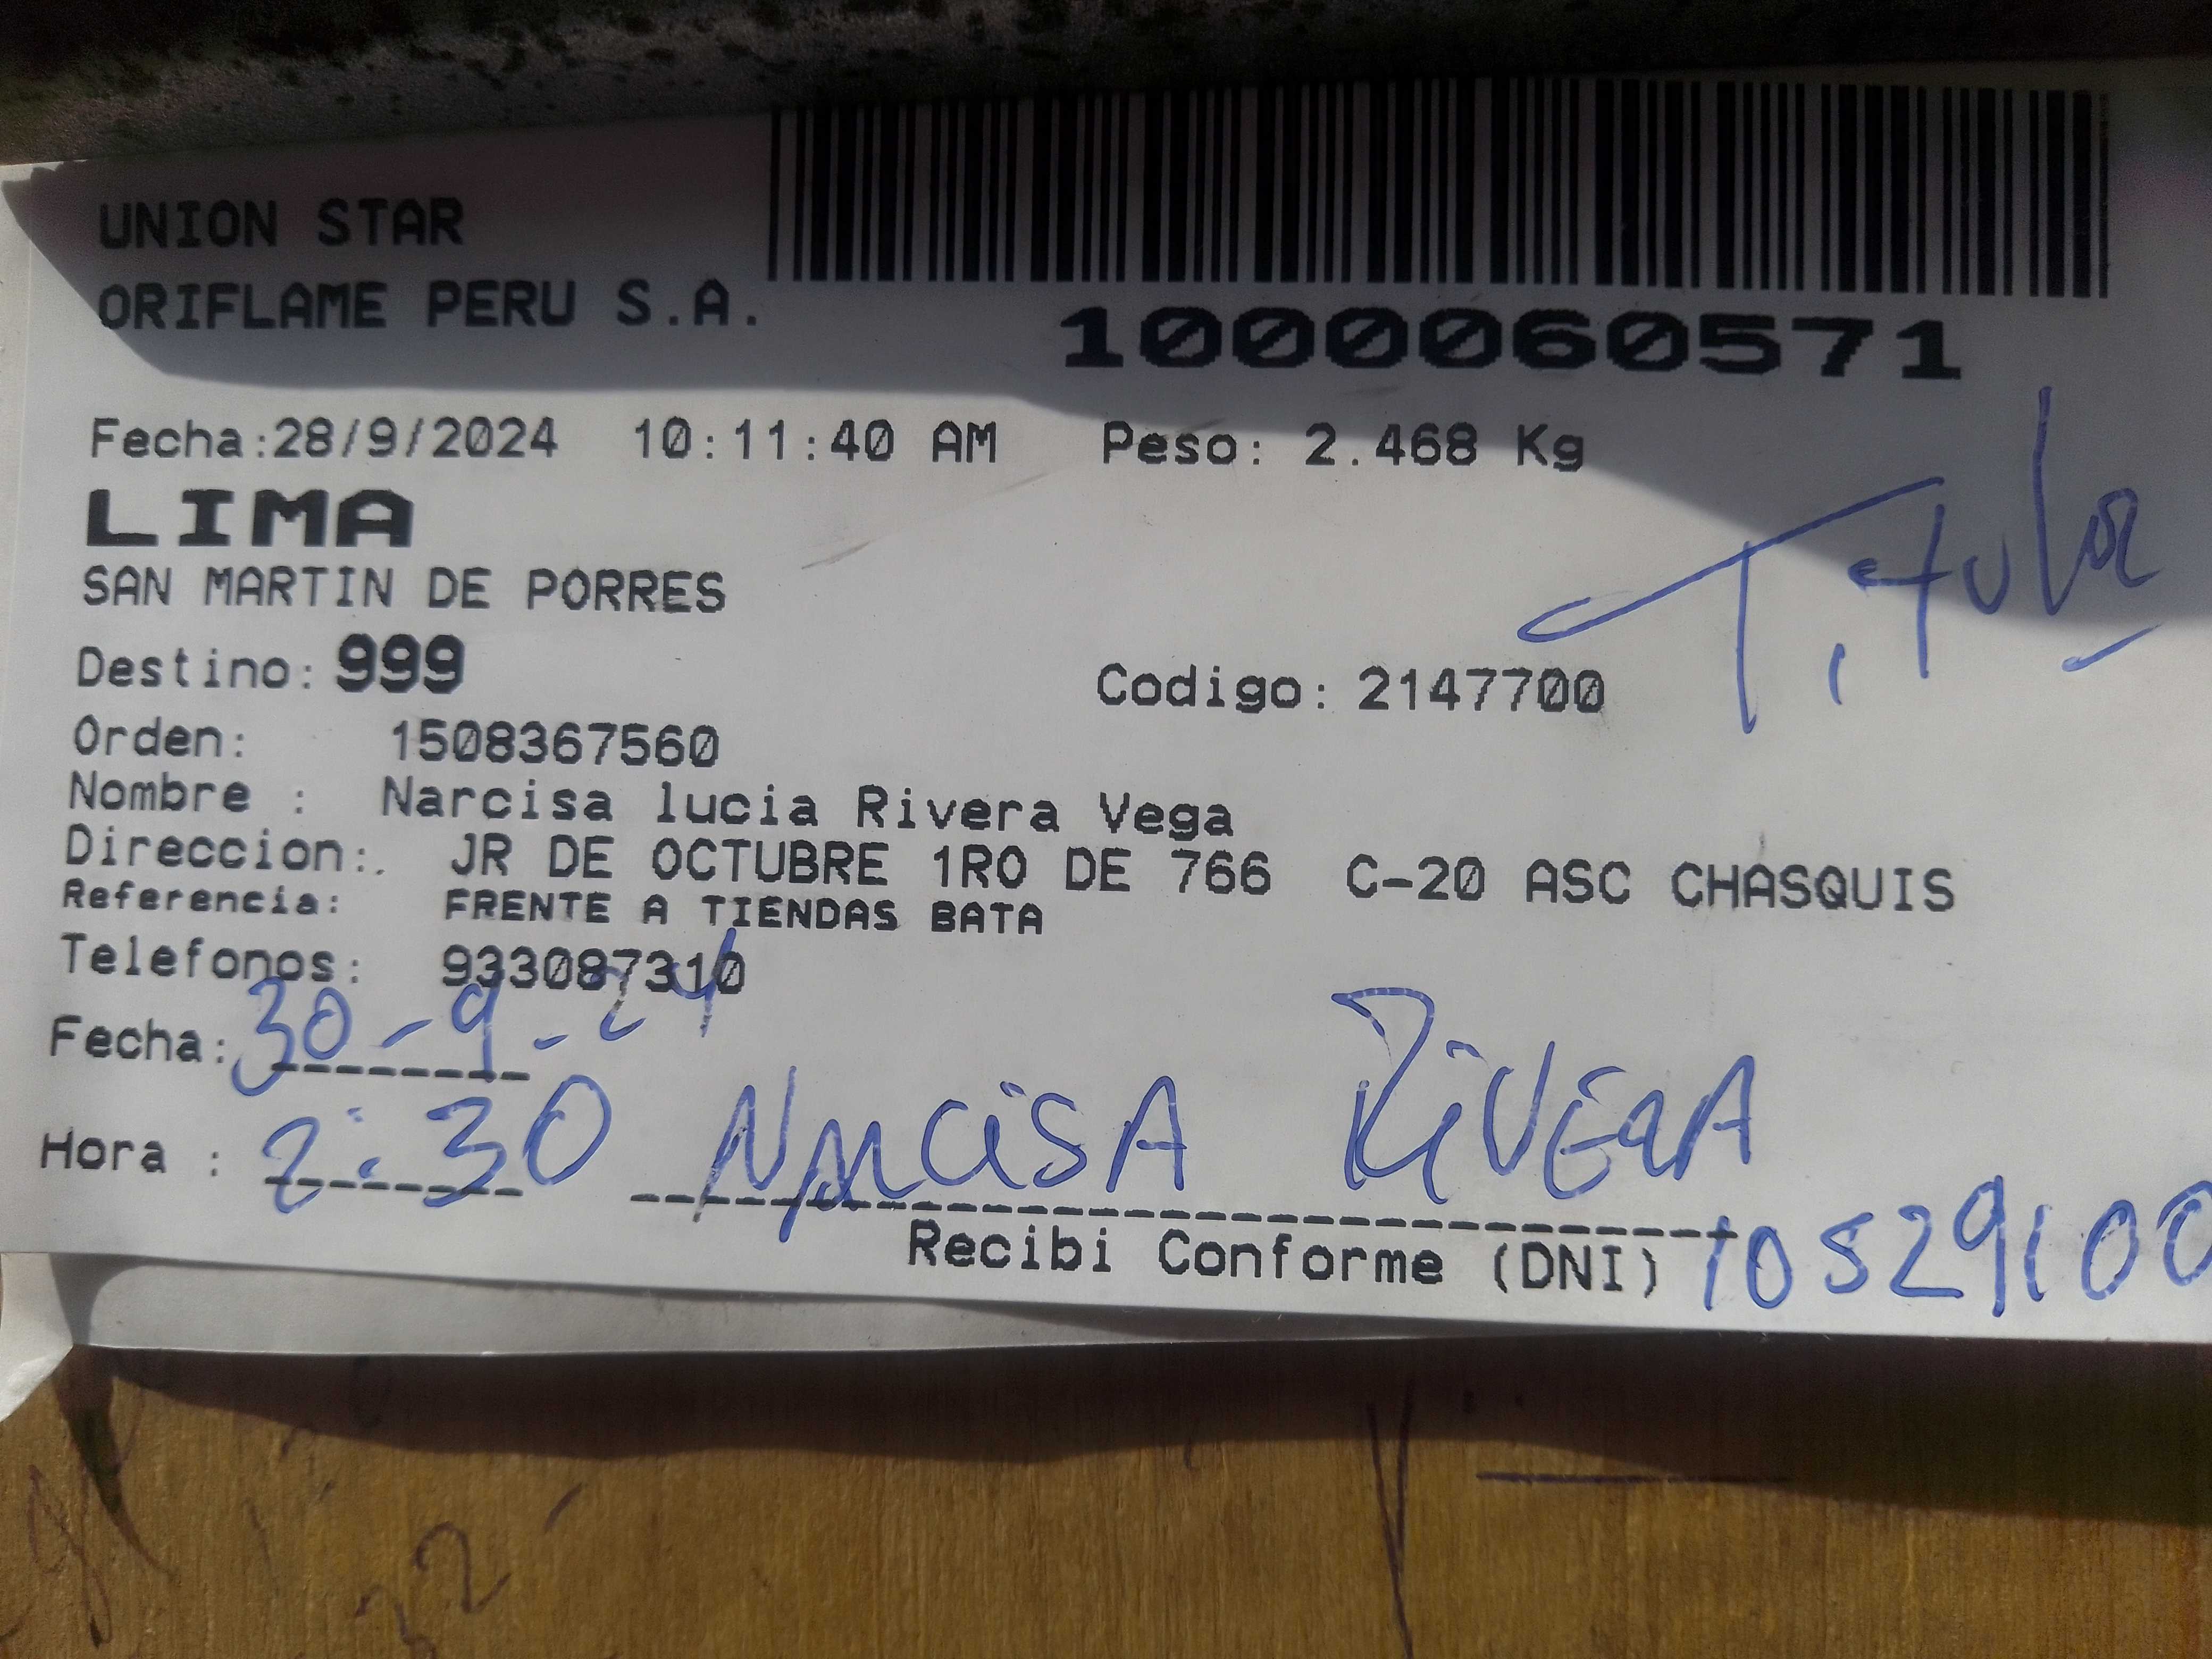 UNION STAR
ORIFLAME PERU S.A.
1000060571
Fecha:28/9/2024 10:11:40 AM Peso: 2.468 Kg
LIMA
Titular
SAN MARTIN DE PORRES
Destino: 999 Codigo: 2147700
Orden: 1508367560
Nombre : Narcisa lucia Rivera Vega
Direccion:. JR DE OCTUBRE 1RO DE 766 C-20 ASC CHASQUIS
Referencia: FRENTE A TIENDAS BATA
Telefonos: 933087310
Fecha: 30-9-24
Hora : 2:30 NARCISA RIVERA
Recibi Conforme (DNI) 10529100
22